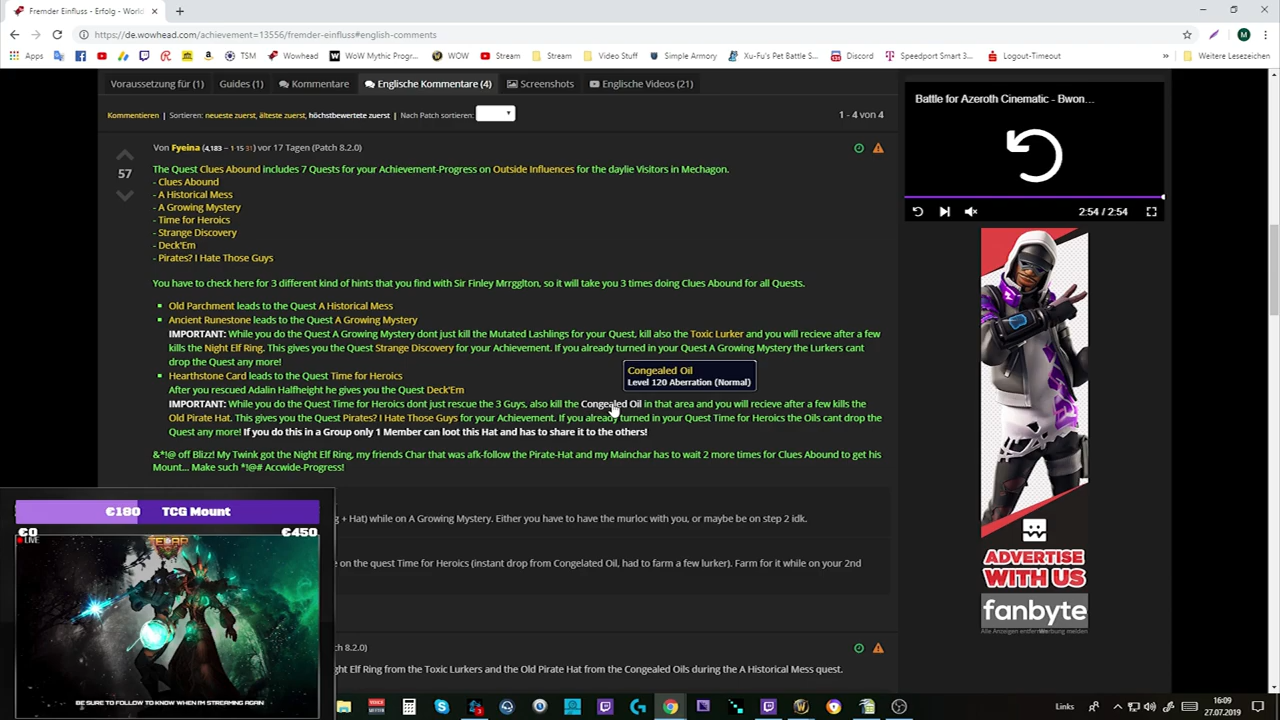 Fremder Einfluss - Erfolg - World
https://de.wowhead.com/achievement=13556/fremder-einfluss#english-comments
M
Apps TSM Wowhead WoW Mythic Progr... WOW Stream Stream Video Stuff Simple Armory Xu-Fu's Pet Battle S... Discord Speedport Smart 3... Logout-Timeout » Weitere Lesezeichen
Voraussetzung für (1) Guides (1) Kommentare Englische Kommentare (4) Screenshots Englische Videos (21)
Kommentieren | Sortieren: neueste zuerst, älteste zuerst, höchstbewertete zuerst | Nach Patch sortieren: 1 - 4 von 4
Von Fyeina (4,183 – 1·15·31) vor 17 Tagen (Patch 8.2.0)
57
The Quest Clues Abound includes 7 Quests for your Achievement-Progress on Outside Influences for the daylie Visitors in Mechagon.
- Clues Abound
- A Historical Mess
- A Growing Mystery
- Time for Heroics
- Strange Discovery
- Deck'Em
- Pirates? I Hate Those Guys
You have to check here for 3 different kind of hints that you find with Sir Finley Mrrgglton, so it will take you 3 times doing Clues Abound for all Quests.
Old Parchment leads to the Quest A Historical Mess
Ancient Runestone leads to the Quest A Growing Mystery
IMPORTANT: While you do the Quest A Growing Mystery dont just kill the Mutated Lashlings for your Quest, kill also the Toxic Lurker and you will recieve after a few
kills the Night Elf Ring. This gives you the Quest Strange Discovery for your Achievement. If you already turned in your Quest A Growing Mystery the Lurkers cant
drop the Quest any more!
Hearthstone Card leads to the Quest Time for Heroics
After you rescued Adalin Halfheight he gives you the Quest Deck'Em
IMPORTANT: While you do the Quest Time for Heroics dont just rescue the 3 Guys, also kill the Congealed Oil in that area and you will recieve after a few kills the
Old Pirate Hat. This gives you the Quest Pirates? I Hate Those Guys for your Achievement. If you already turned in your Quest Time for Heroics the Oils cant drop the
Quest any more! If you do this in a Group only 1 Member can loot this Hat and has to share it to the others!
Congealed Oil
Level 120 Aberration (Normal)
&*!@ off Blizz! My Twink got the Night Elf Ring, my friends Char that was afk-follow the Pirate-Hat and my Mainchar has to wait 2 more times for Clues Abound to get his
Mount... Make such *!@# Accwide-Progress!
+ Hat) while on A Growing Mystery. Either you have to have the murloc with you, or maybe on step 2 idk.
on the quest Time for Heroics (instant drop from Congelated Oil, had to farm a few lurker). Farm for it while on your 2nd
8.2.0)
Elf Ring from the Toxic Lurkers and the Old Pirate Hat from the Congealed Oils during the A Historical Mess quest.
Battle for Azeroth Cinematic - Bwon...
2:54 / 2:54
ADVERTISE
WITH US
fanbyte
Alle Anzeigen entfernen
Werbung melden
€180 TCG Mount
€0 €450
LIVE
BE SURE TO FOLLOW TO KNOW WHEN I'M STREAMING AGAIN
Links
16:09
27.07.2019